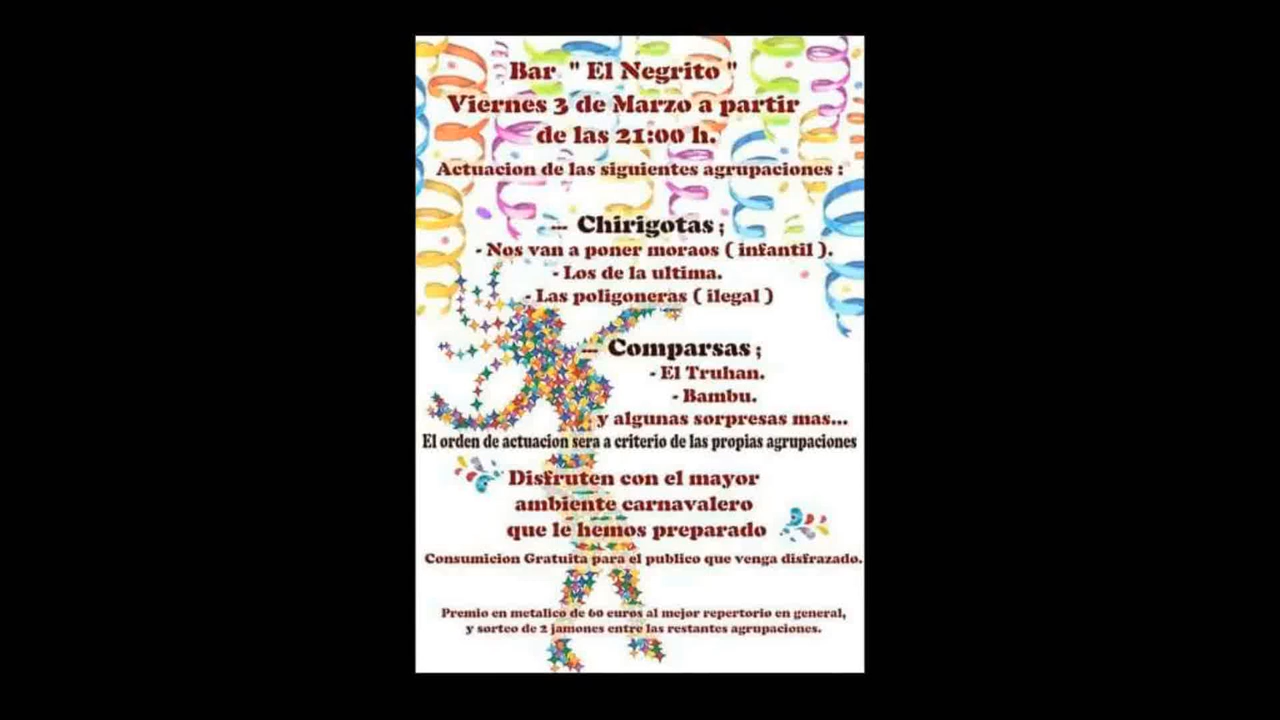 Bar " El Negrito "
Viernes 3 de Marzo a partir
de las 21:00 h.
Actuacion de las siguientes agrupaciones :
--- Chirigotas ;
- Nos van a poner moraos ( infantil ).
- Los de la ultima.
- Las poligoneras ( ilegal )
--- Comparsas ;
- El Truhan.
- Bambu.
y algunas sorpresas mas...
El orden de actuacion sera a criterio de las propias agrupaciones
Disfruten con el mayor
ambiente carnavalero
que le hemos preparado
Consumicion Gratuita para el publico que venga disfrazado.
Premio en metalico de 60 euros al mejor repertorio en general,
y sorteo de 2 jamones entre las restantes agrupaciones.